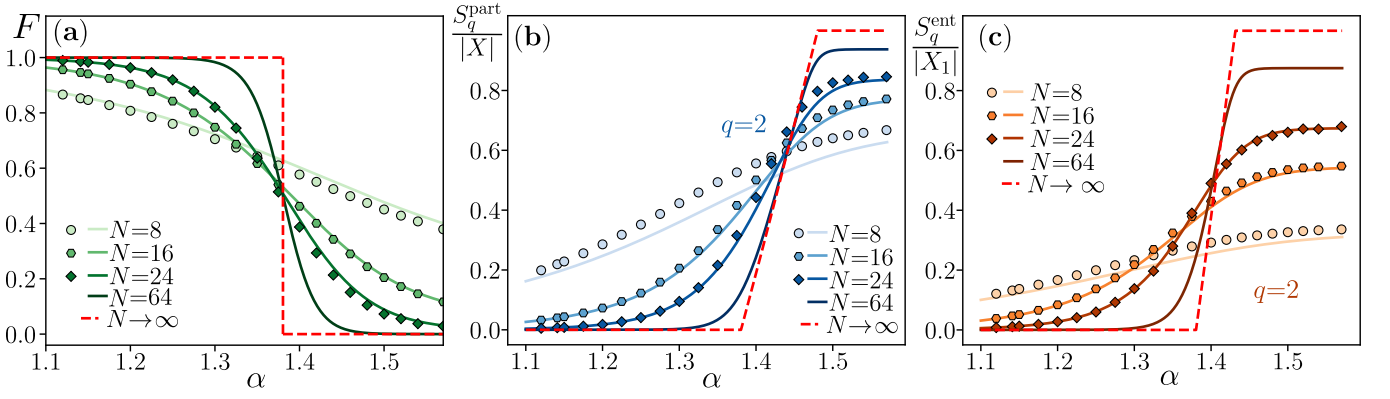 F (a)
1.0
0.8
0.6
0.4
0.2
0.0
N=8
N=16
N=24
N=64
N→∞
1.1 1.2 1.3 1.4 1.5
α
S_q^part / |X| (b)
0.8
0.6
0.4
0.2
0.0
q=2
N=8
N=16
N=24
N=64
N→∞
1.1 1.2 1.3 1.4 1.5
α
S_q^ent / |X₁| (c)
0.8
0.6
0.4
0.2
0.0
N=8
N=16
N=24
N=64
N→ ∞
q=2
1.1 1.2 1.3 1.4 1.5
α